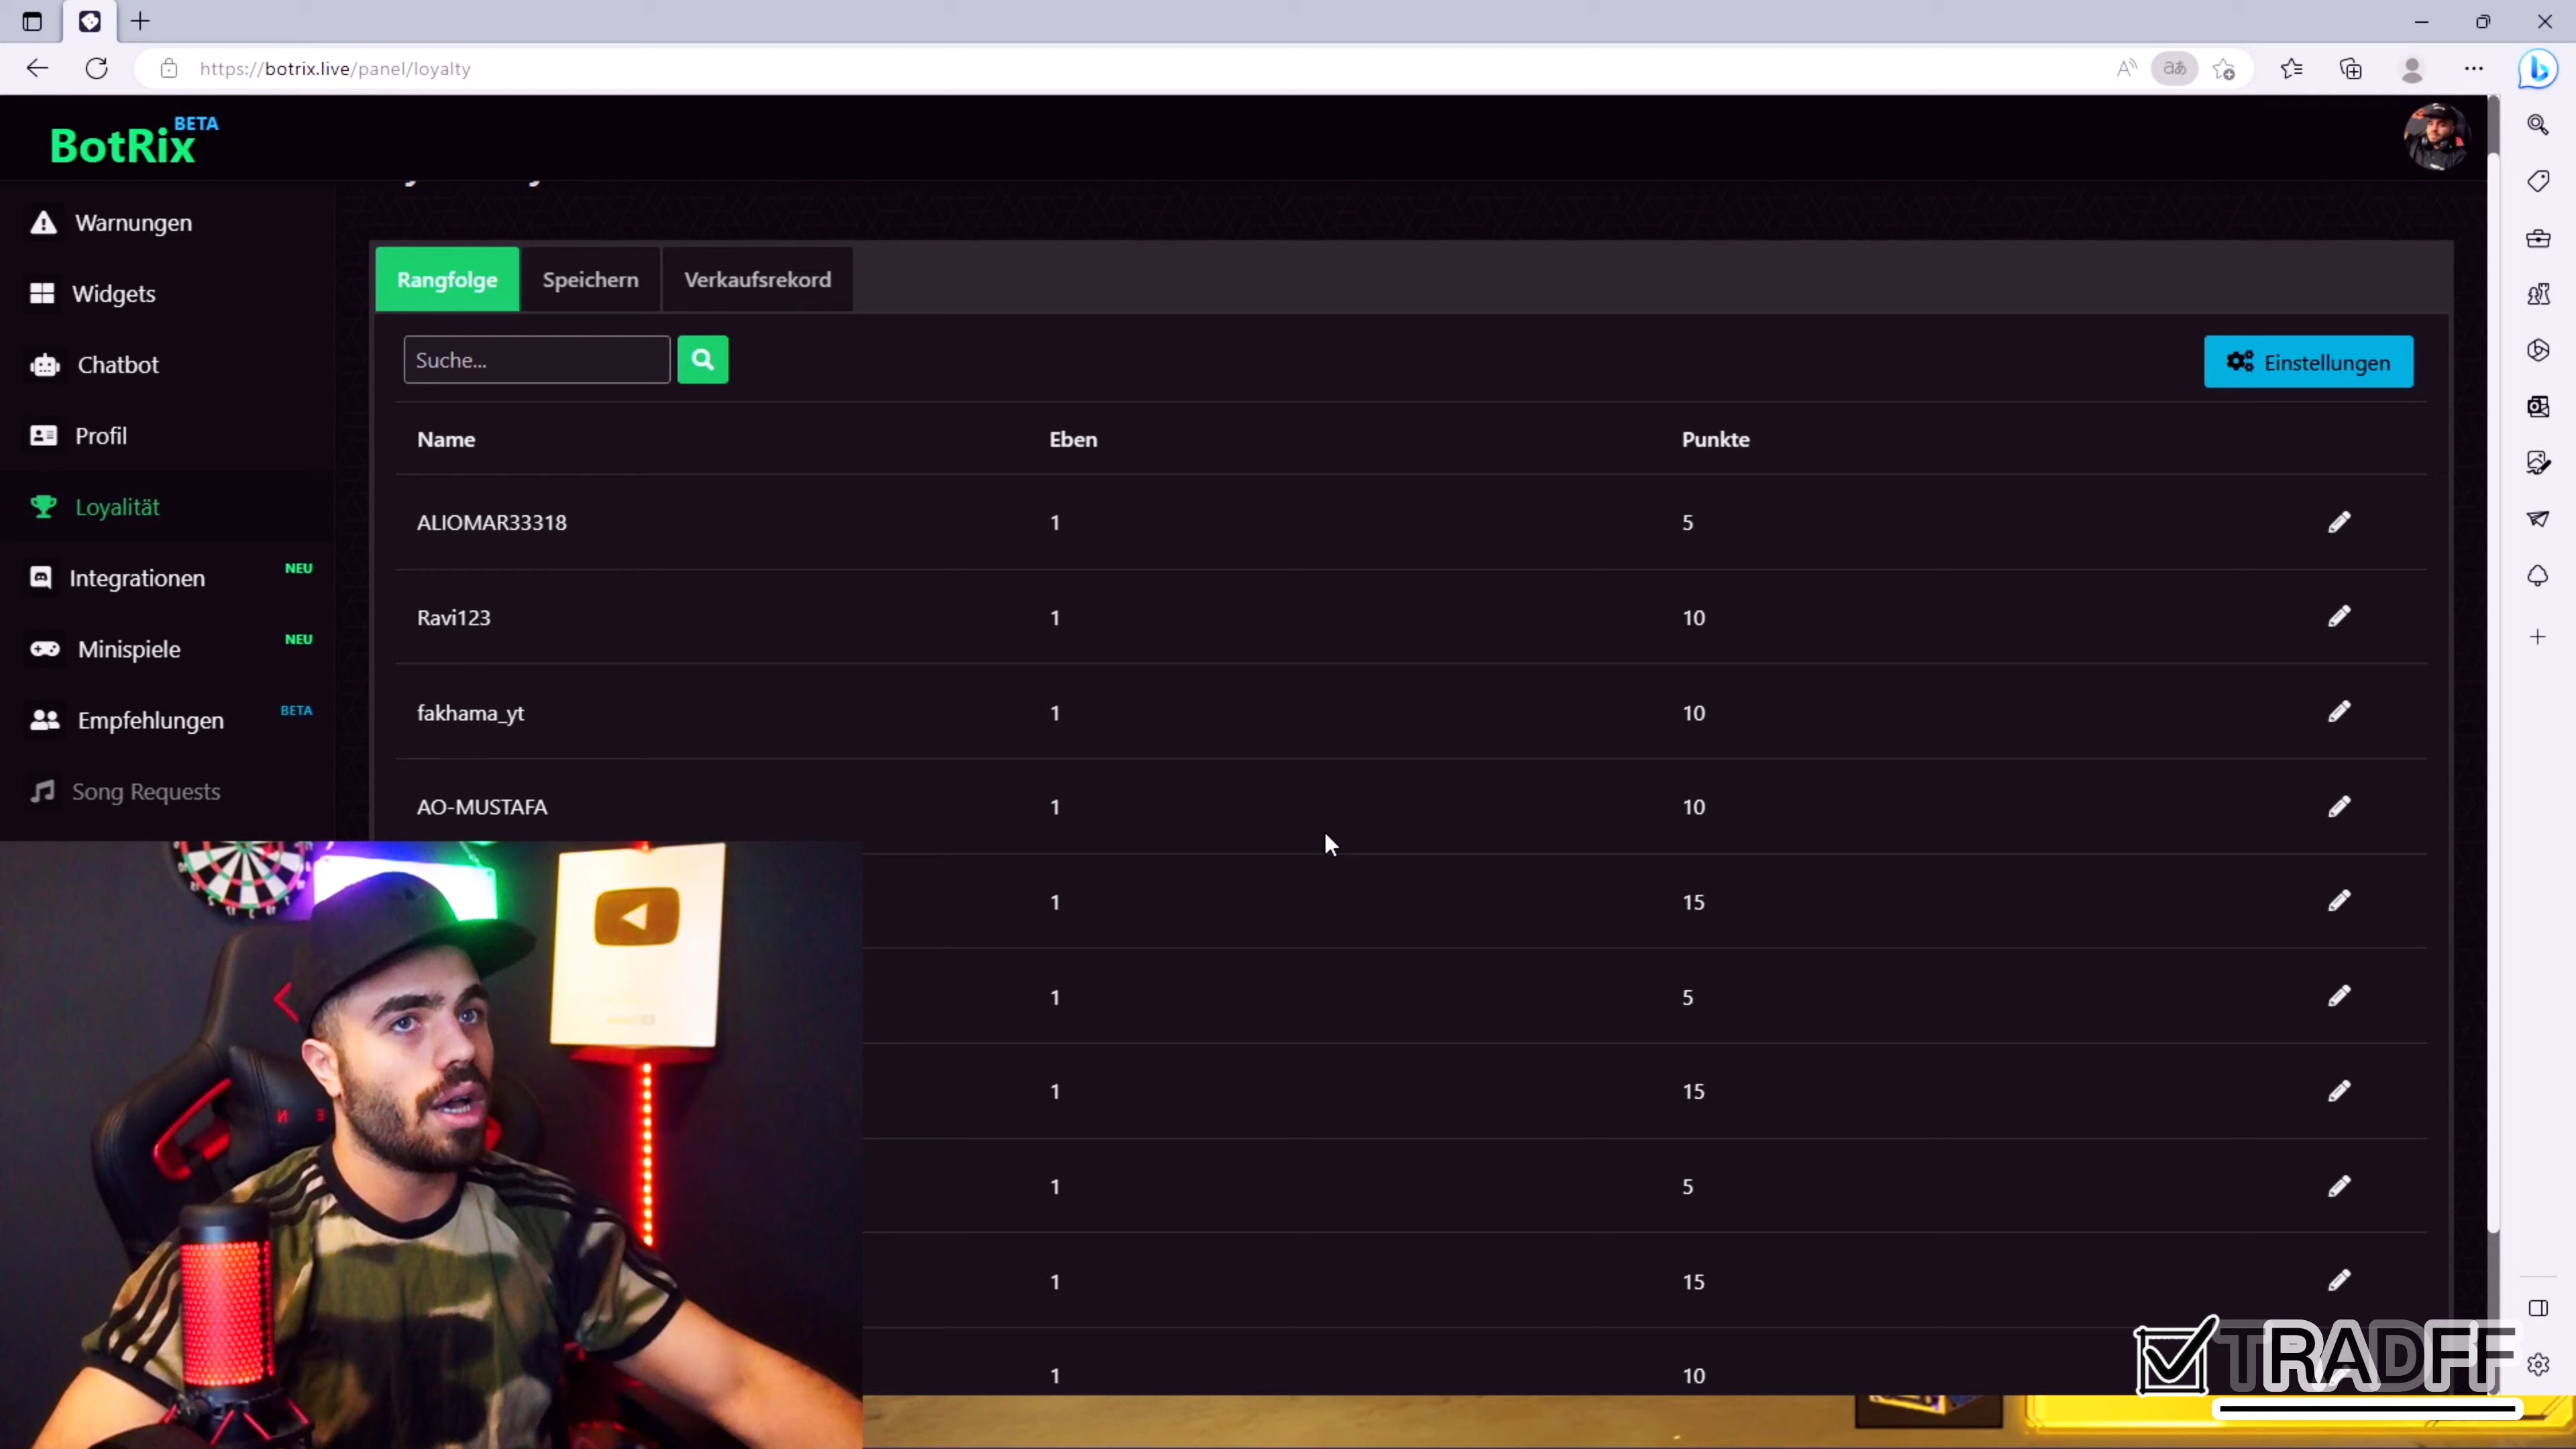 https://botrix.live/panel/loyalty
BotRix BETA
Warnungen
Widgets
Chatbot
Profil
Loyalität
Integrationen NEU
Minispiele NEU
Empfehlungen BETA
Song Requests
Rangfolge Speichern Verkaufsrekord
Suche...
Einstellungen
Name Eben Punkte
ALIOMAR33318 1 5
Ravi123 1 10
fakhama_yt 1 10
AO-MUSTAFA 1 10
1 15
1 5
1 15
1 5
1 15
1 10
TRADFF